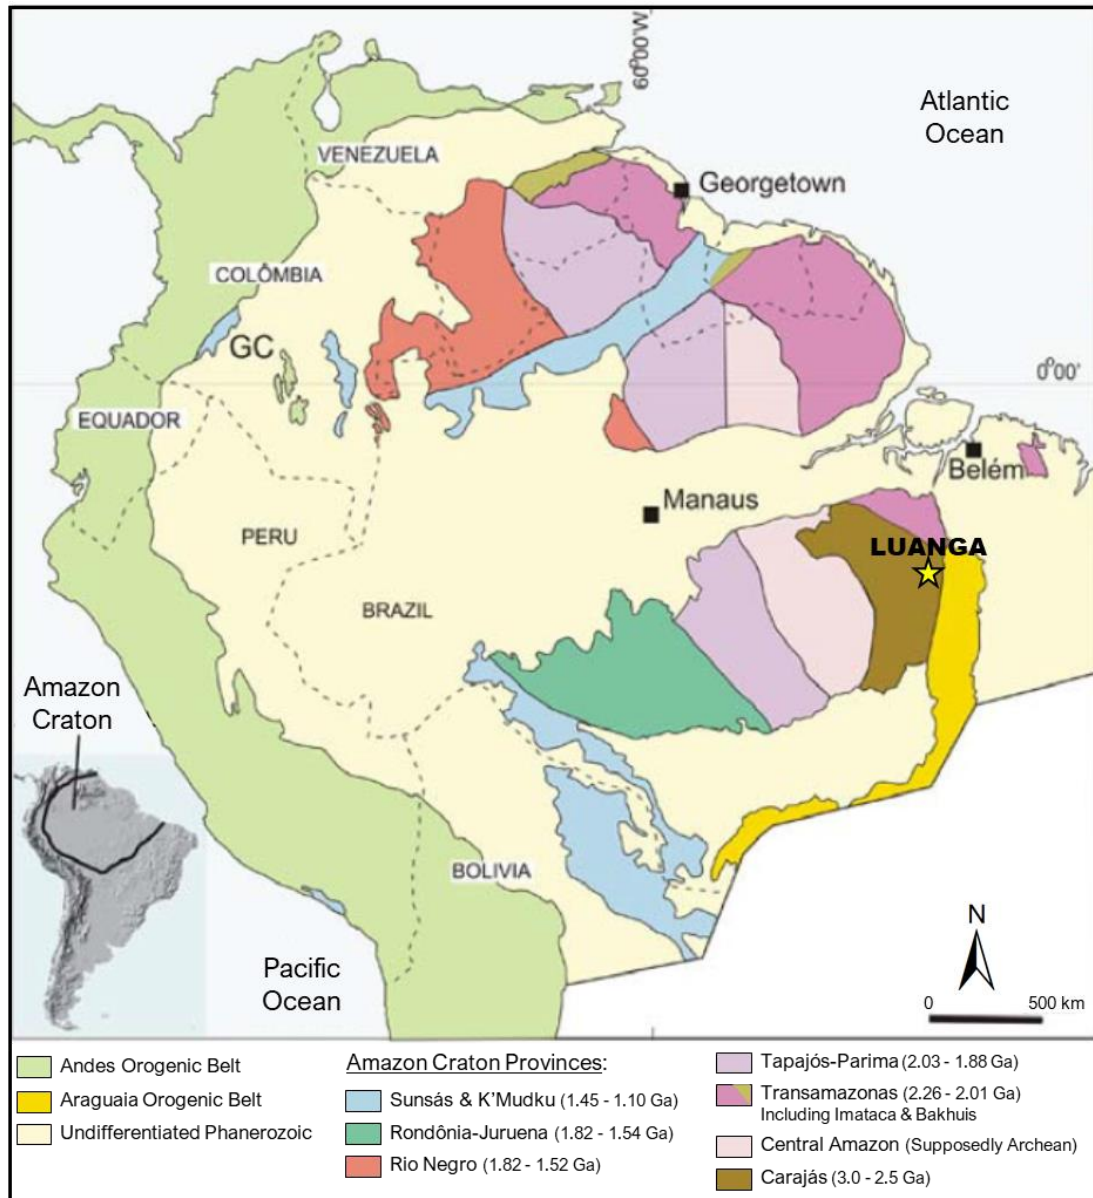 60°00'W
Atlantic
Ocean
VENEZUELA
Georgetown
COLÔMBIA
GC
0°00'
EQUADOR
Belém
Manaus
PERU
LUANGA
BRAZIL
Amazon
Craton
BOLIVIA
N
Pacific
Ocean
0 500 km
Andes Orogenic Belt
Araguaia Orogenic Belt
Undifferentiated Phanerozoic
Amazon Craton Provinces:
Sunsás & K'Mudku (1.45 - 1.10 Ga)
Rondônia-Juruena (1.82 - 1.54 Ga)
Rio Negro (1.82 - 1.52 Ga)
Tapajós-Parima (2.03 - 1.88 Ga)
Transamazonas (2.26 - 2.01 Ga)
Including Imataca & Bakhuis
Central Amazon (Supposedly Archean)
Carajás (3.0 - 2.5 Ga)